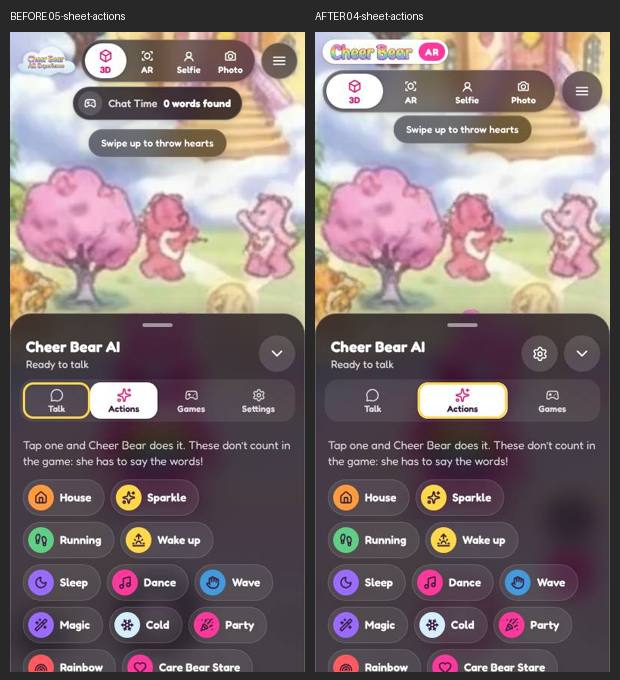 BEFORE 05-sheet-actions
Cheer Bear
AR Experience
3D
AR
Selfie
Photo
Chat Time 0 words found
Swipe up to throw hearts
Cheer Bear AI
Ready to talk
Talk
Actions
Games
Settings
Tap one and Cheer Bear does it. These don't count in
the game: she has to say the words!
House
Sparkle
Running
Wake up
Sleep
Dance
Wave
Magic
Cold
Party
Rainbow
Care Bear Stare
AFTER 04-sheet-actions
Cheer Bear AR
3D
AR
Selfie
Photo
Swipe up to throw hearts
Cheer Bear AI
Ready to talk
Talk
Actions
Games
Tap one and Cheer Bear does it. These don't count in
the game: she has to say the words!
House
Sparkle
Running
Wake up
Sleep
Dance
Wave
Magic
Cold
Party
Rainbow
Care Bear Stare